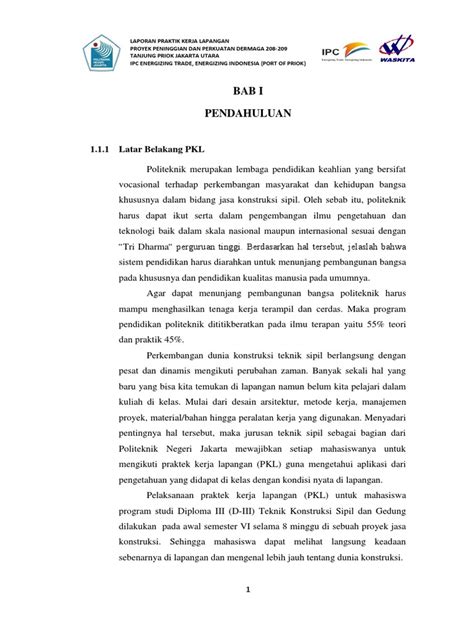 LAPORAN PRAKTIK KERJA LAPANGAN
PROYEK PENINGGIAN DAN PERKUATAN DERMAGA 208-209
TANJUNG PRIOK JAKARTA UTARA
IPC ENERGIZING TRADE, ENERGIZING INDONESIA (PORT OF PRIOK)
IPC
WASKITA
BAB I
PENDAHULUAN
1.1.1 Latar Belakang PKL
Politeknik merupakan lembaga pendidikan keahlian yang bersifat
vocasional terhadap perkembangan masyarakat dan kehidupan bangsa
khususnya dalam bidang jasa konstruksi sipil. Oleh sebab itu, politeknik
harus dapat ikut serta dalam pengembangan ilmu pengetahuan dan
teknologi baik dalam skala nasional maupun internasional sesuai dengan
"Tri Dharma" perguruan tinggi. Berdasarkan hal tersebut, jelaslah bahwa
sistem pendidikan harus diarahkan untuk menunjang pembangunan bangsa
pada khususnya dan pendidikan kualitas manusia pada umumnya.
Agar dapat menunjang pembangunan bangsa politeknik harus
mampu menghasilkan tenaga kerja terampil dan cerdas. Maka program
pendidikan politeknik dititikberatkan pada ilmu terapan yaitu 55% teori
dan praktik 45%.
Perkembangan dunia konstruksi teknik sipil berlangsung dengan
pesat dan dinamis mengikuti perubahan zaman. Banyak sekali hal yang
baru yang bisa kita temukan di lapangan namun belum kita pelajari dalam
kuliah di kelas. Mulai dari desain arsitektur, metode kerja, manajemen
proyek, material/bahan hingga peralatan kerja yang digunakan. Menyadari
pentingnya hal tersebut, maka jurusan teknik sipil sebagai bagian dari
Politeknik Negeri Jakarta mewajibkan setiap mahasiswanya untuk
mengikuti praktek kerja lapangan (PKL) guna mengetahui aplikasi dari
pengetahuan yang didapat di kelas dengan kondisi nyata di lapangan.
Pelaksanaan praktek kerja lapangan (PKL) untuk mahasiswa
program studi Diploma III (D-III) Teknik Konstruksi Sipil dan Gedung
dilakukan pada awal semester VI selama 8 minggu di sebuah proyek jasa
konstruksi. Sehingga mahasiswa dapat melihat langsung keadaan
sebenarnya di lapangan dan mengenal lebih jauh tentang dunia konstruksi.
1